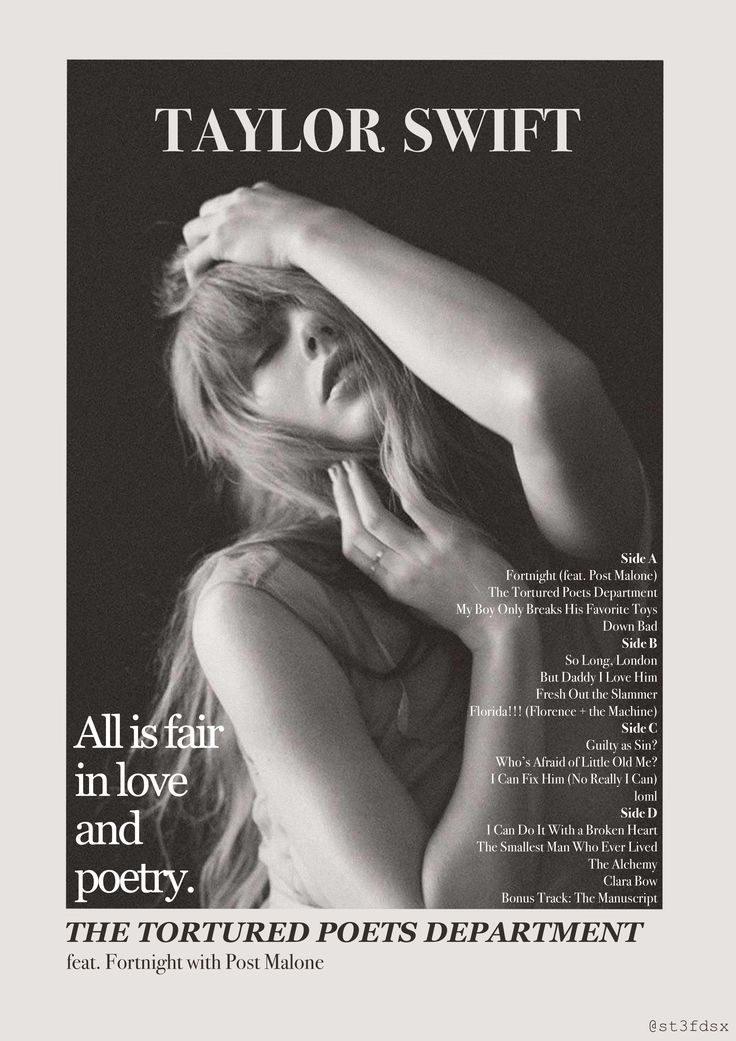 TAYLOR SWIFT
Side A
Fortnight (feat. Post Malone)
The Tortured Poets Department
My Boy Only Breaks His Favorite Toys
Down Bad
Side B
So Long, London
But Daddy I Love Him
Fresh Out the Slammer
Florida!!! (Florence + the Machine)
Side C
Guilty as Sin?
Who's Afraid of Little Old Me?
I Can Fix Him (No Really I Can)
loml
Side D
I Can Do It With a Broken Heart
The Smallest Man Who Ever Lived
The Alchemy
Clara Bow
Bonus Track: The Manuscript
All is fair
in love
and
poetry.
THE TORTURED POETS DEPARTMENT
feat. Fortnight with Post Malone
@st3fdsx